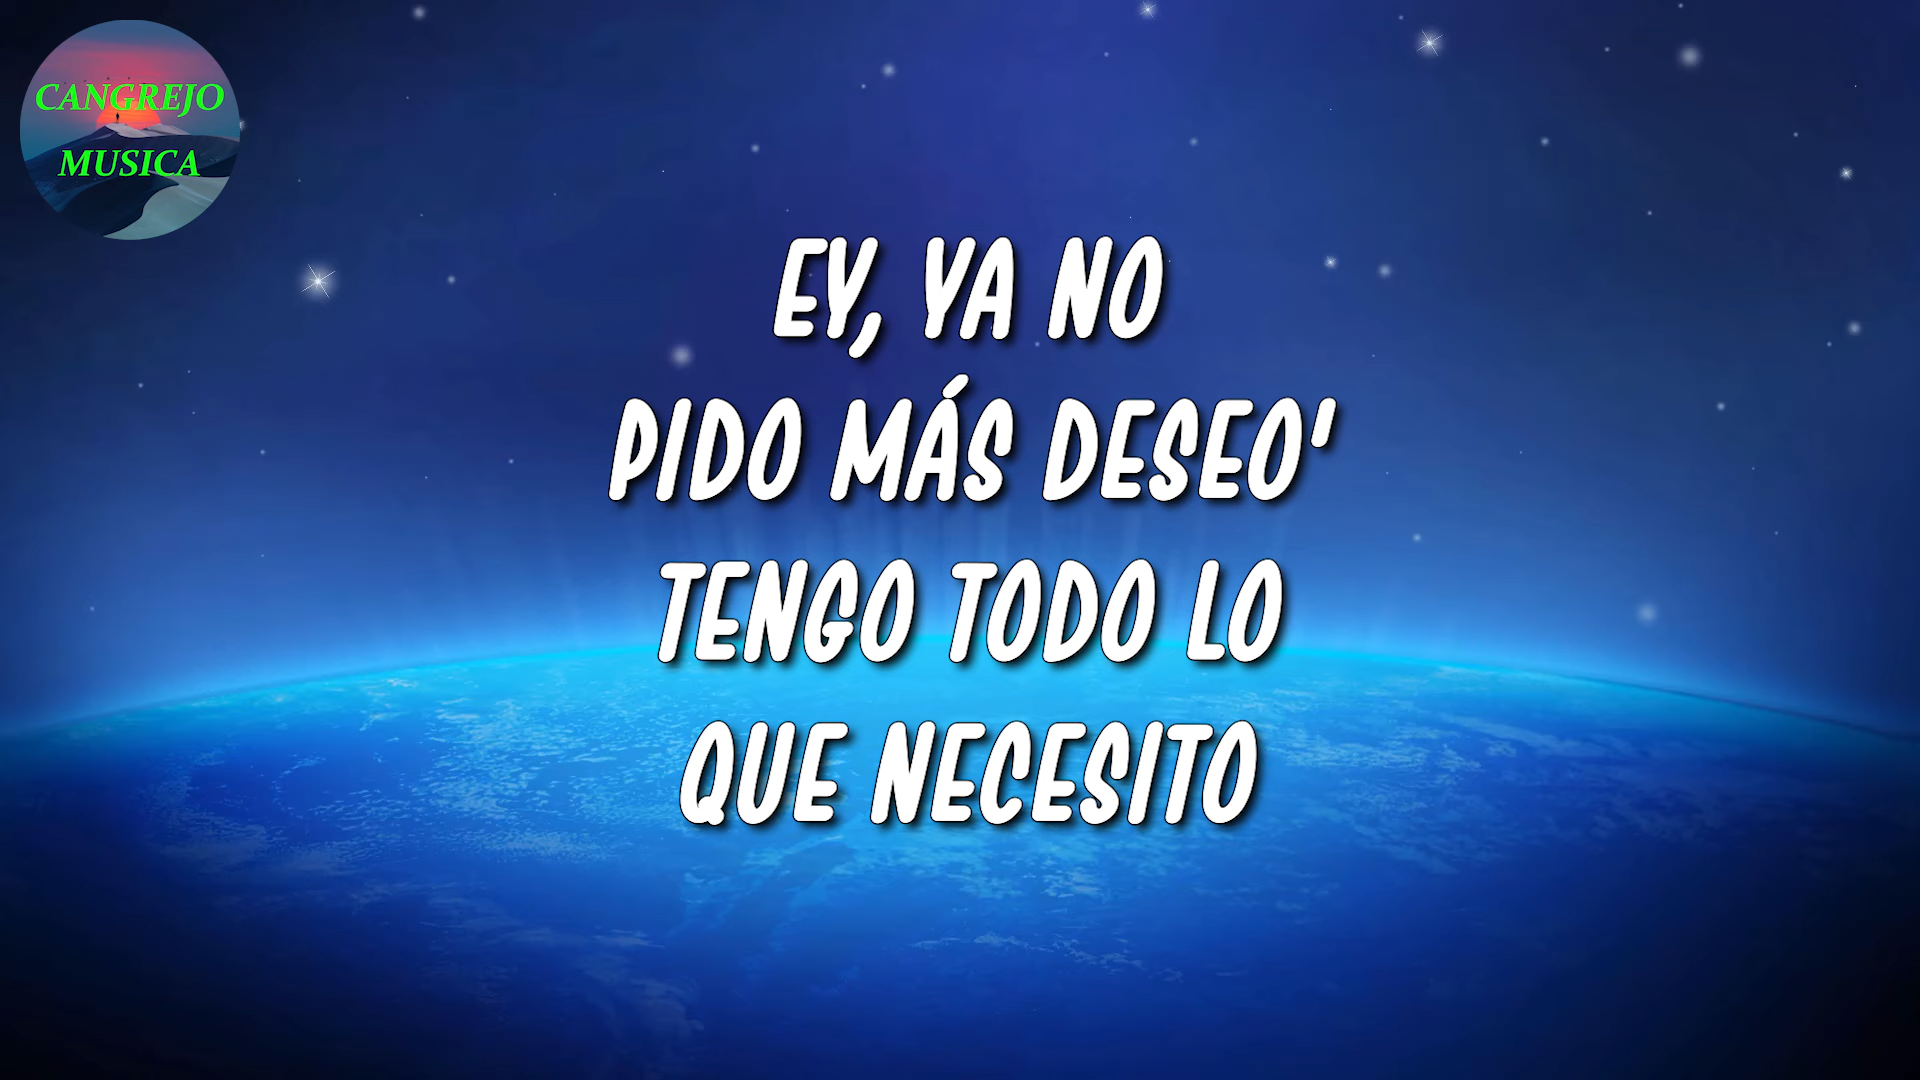 CANGREJO
MUSICA
EY, YA NO
PIDO MÁS DESEO'
TENGO TODO LO
QUE NECESITO